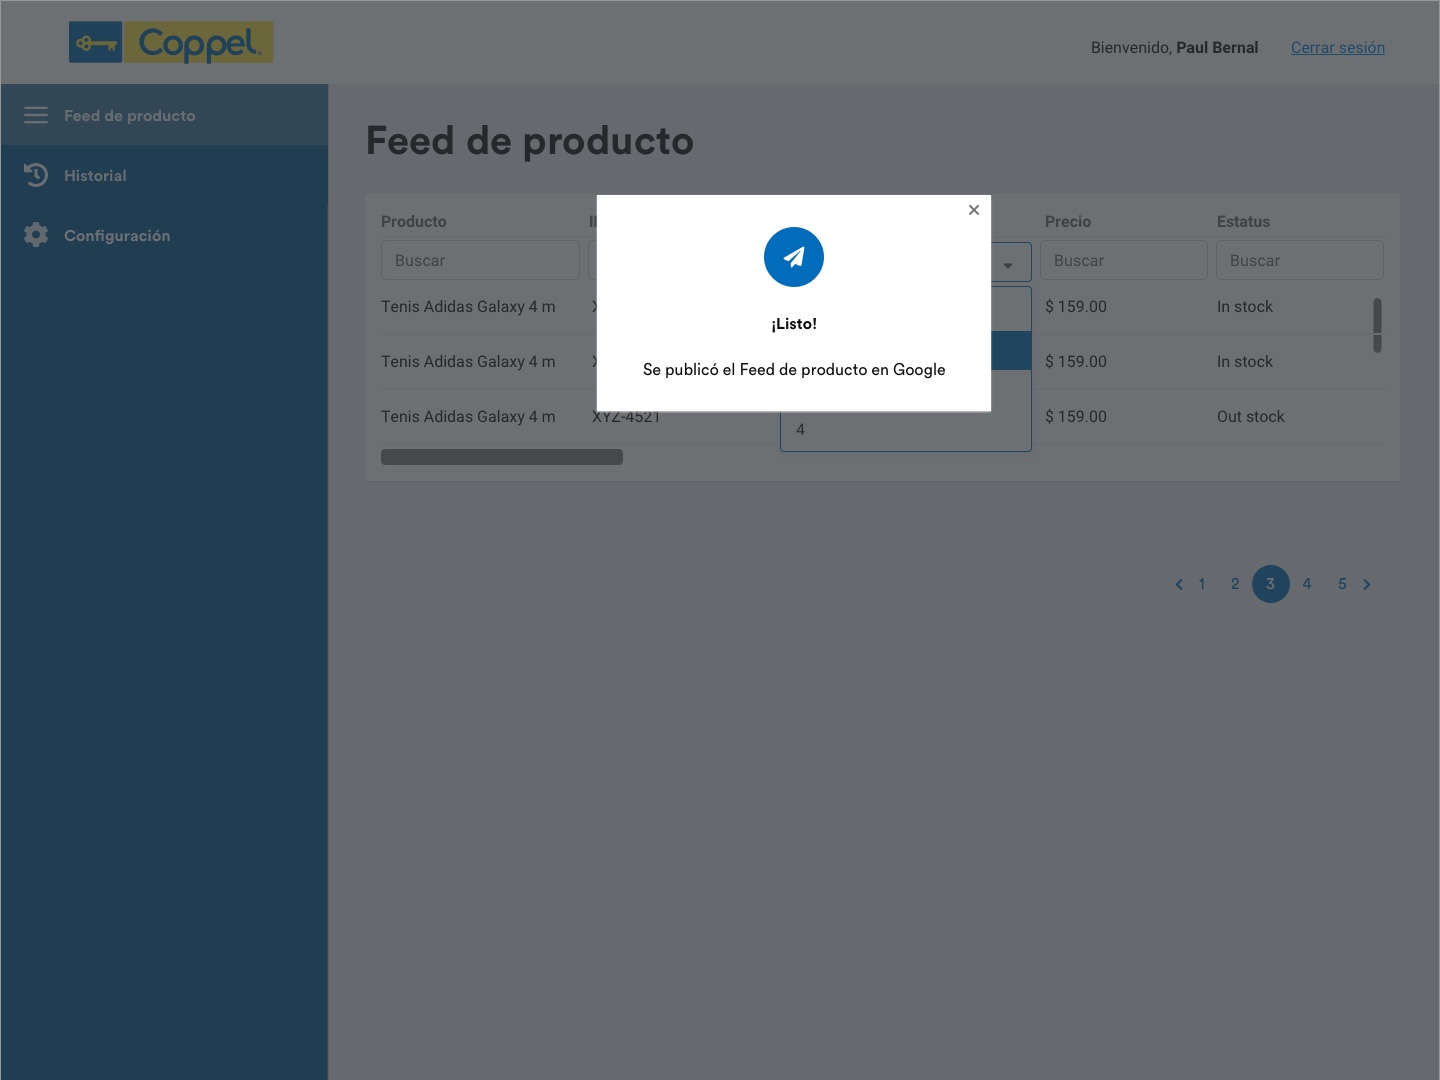 Coppel
Bienvenido, Paul Bernal
Cerrar sesión
Feed de producto
Historial
Configuración
Feed de producto
Producto
Precio
Estatus
Buscar
Buscar
Buscar
Tenis Adidas Galaxy 4 m
$ 159.00
In stock
Tenis Adidas Galaxy 4 m
$ 159.00
In stock
Tenis Adidas Galaxy 4 m
XYZ-4521
$ 159.00
Out stock
4
¡Listo!
Se publicó el Feed de producto en Google
1 2 3 4 5